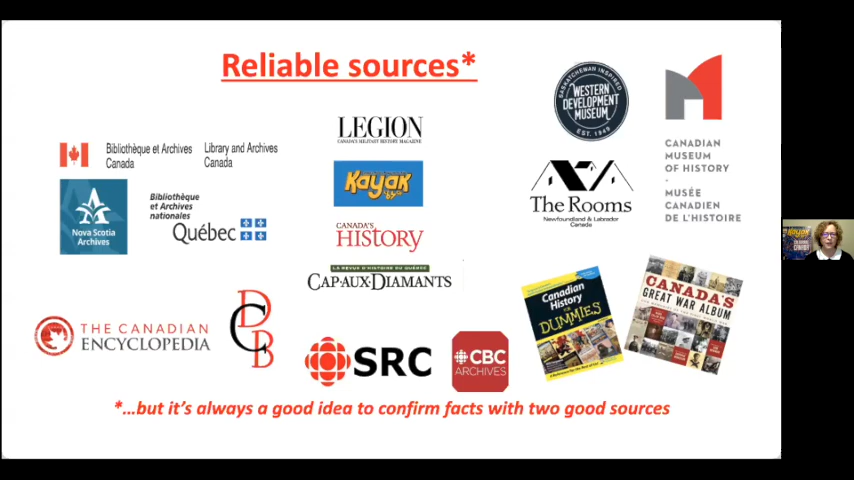 Reliable sources*
Bibliothèque et Archives
Canada
Library and Archives
Canada
Nova Scotia
Archives
Bibliothèque
et Archives
nationales
Québec
THE CANADIAN
ENCYCLOPEDIA
DCB
LEGION
CANADA'S MILITARY HISTORY MAGAZINE
Kayak
CANADA'S
HISTORY
LA REVUE D'HISTOIRE DU QUÉBEC
CAP-AUX-DIAMANTS
SRC
CBC
ARCHIVES
SASKATCHEWAN INSPIRED
WESTERN
DEVELOPMENT
MUSEUM
EST. 1949
The Rooms
Newfoundland & Labrador
Canada
CANADIAN
MUSEUM
OF HISTORY
MUSÉE
CANADIEN
DE L'HISTOIRE
Canadian
History
FOR
DUMMIES
CANADA'S
GREAT WAR ALBUM
*...but it's always a good idea to confirm facts with two good sources
Kayak